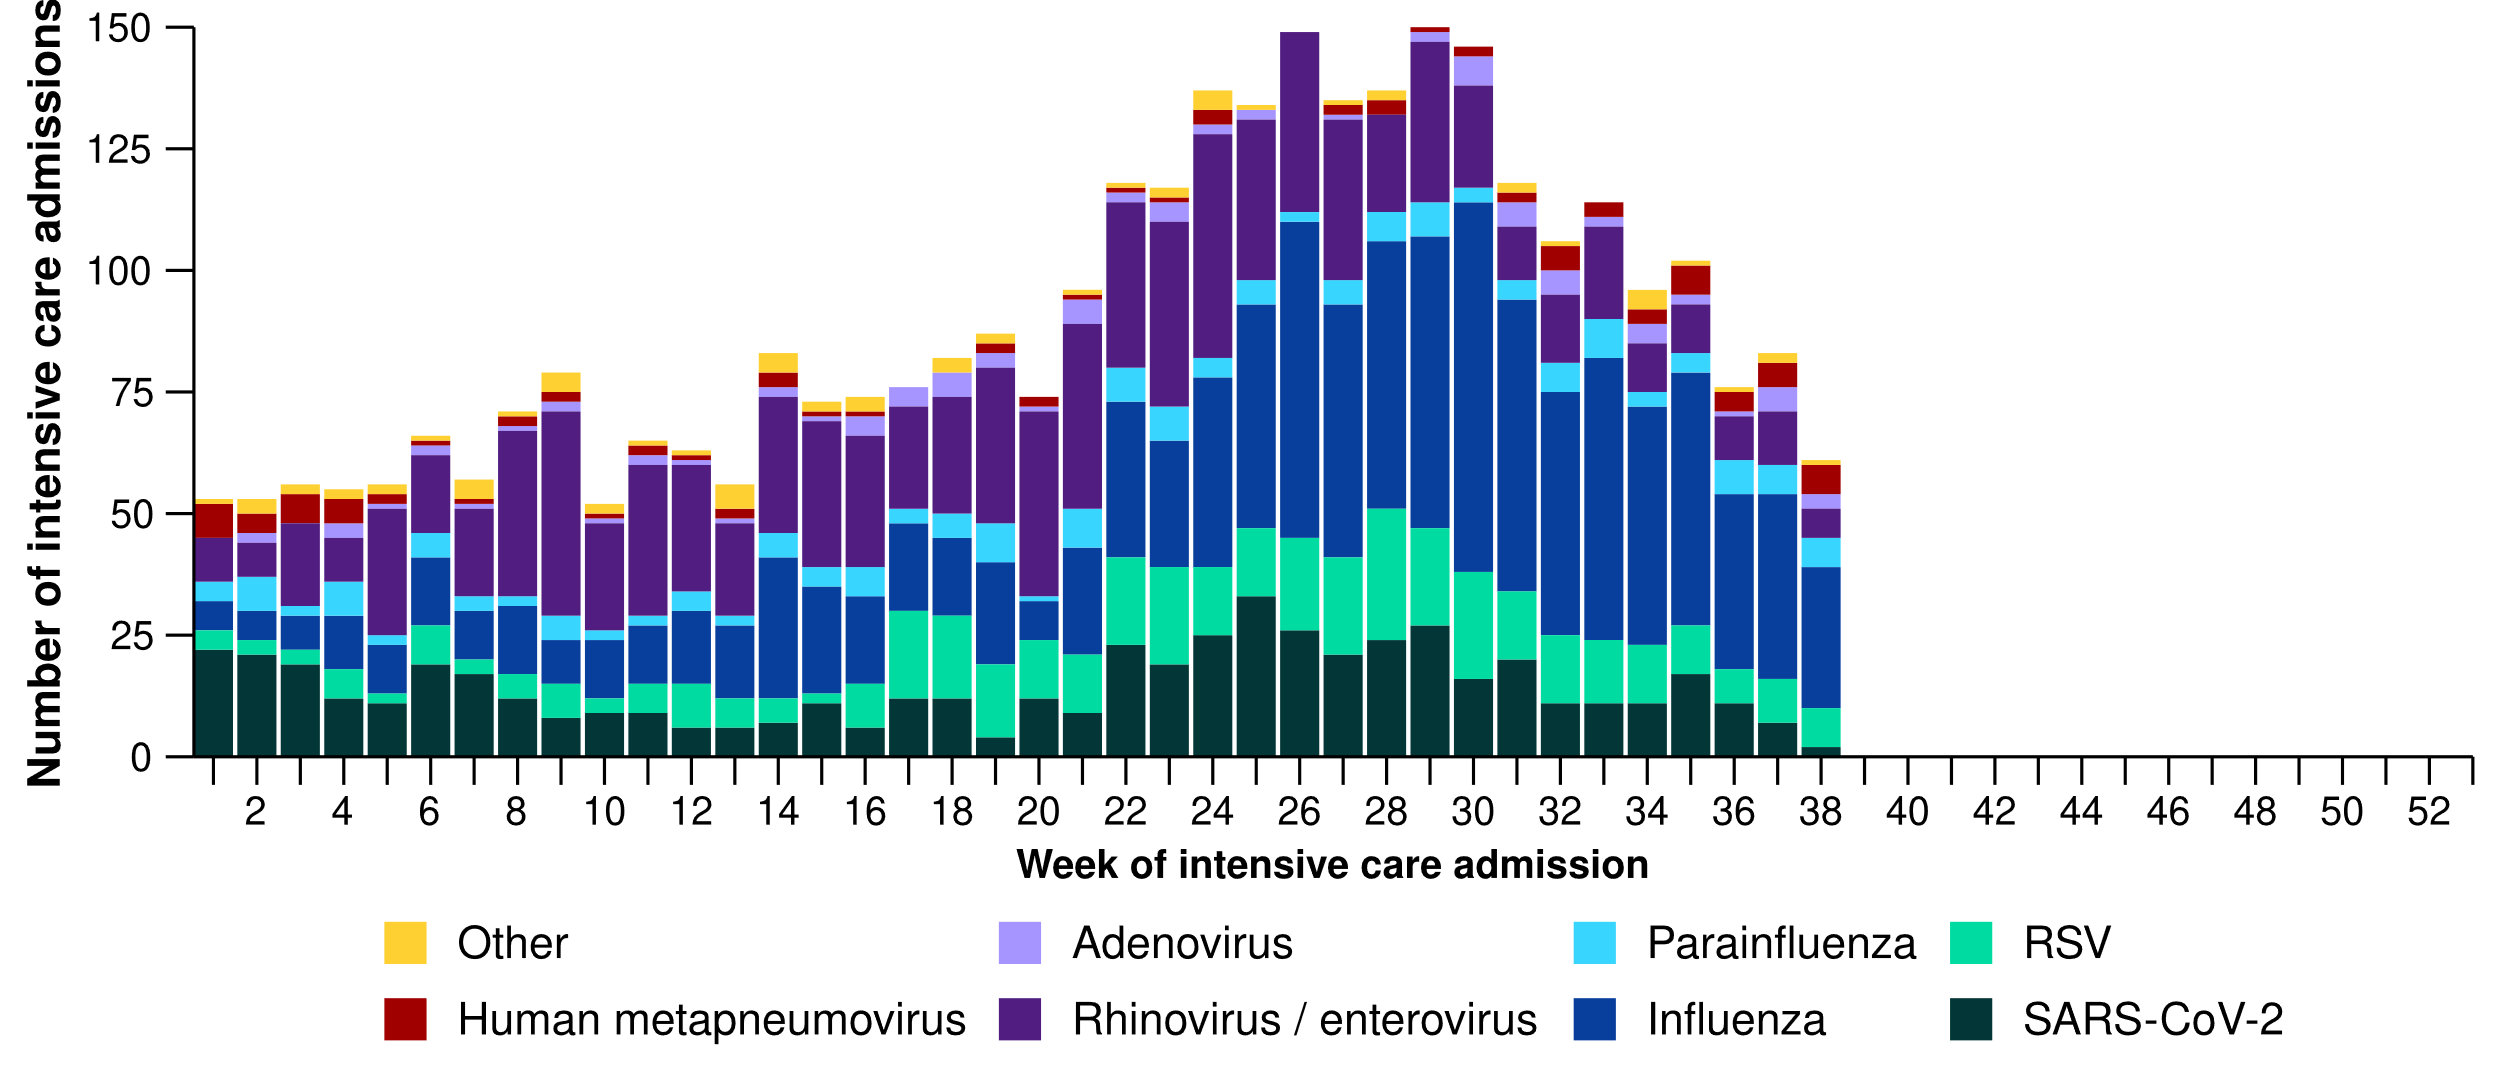 Number of intensive care admissions
150
125
100
75
50
25
0
2 4 6 8 10 12 14 16 18 20 22 24 26 28 30 32 34 36 38 40 42 44 46 48 50 52
Week of intensive care admission
Other Adenovirus Parainfluenza RSV
Human metapneumovirus Rhinovirus / enterovirus Influenza SARS-CoV-2